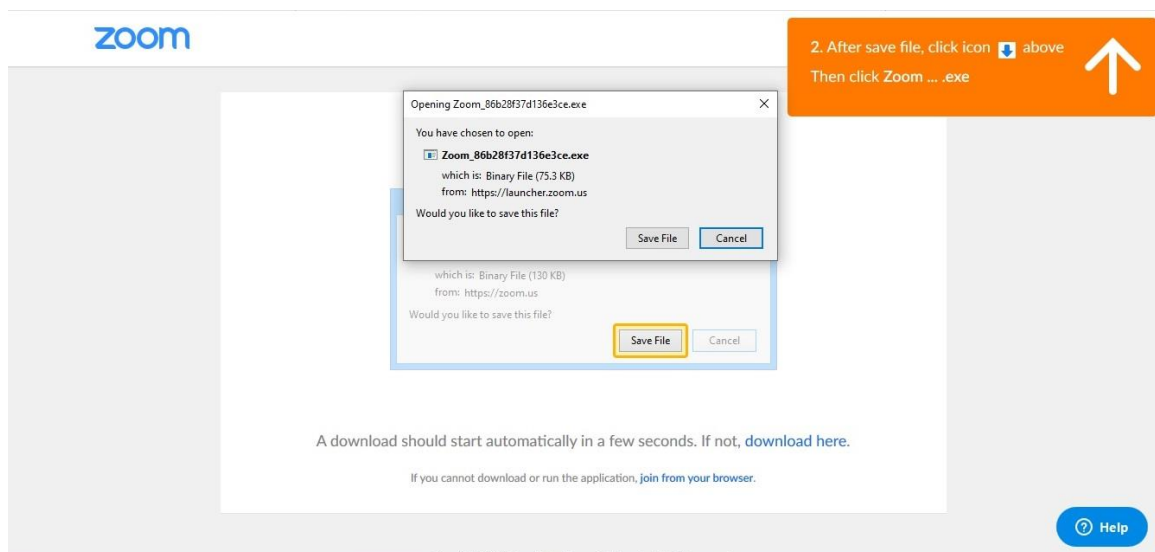 zoom
2. After save file, click icon above
Then click Zoom ... .exe
Opening Zoom_86b28f37d136e3ce.exe
You have chosen to open:
Zoom_86b28f37d136e3ce.exe
which is: Binary File (75.3 KB)
from: https://launcher.zoom.us
Would you like to save this file?
Save File Cancel
which is: Binary File (130 KB)
from: https://zoom.us
Would you like to save this file?
Save File Cancel
A download should start automatically in a few seconds. If not, download here.
If you cannot download or run the application, join from your browser.
Help